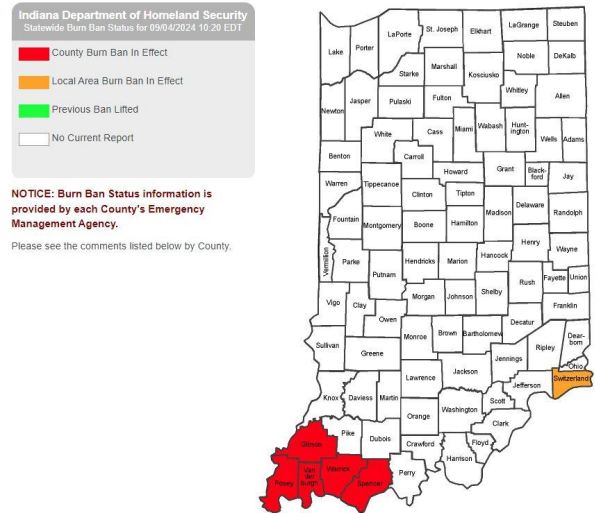 Indiana Department of Homeland Security
Statewide Burn Ban Status for 09/04/2024 10:20 EDT
County Burn Ban In Effect
Local Area Burn Ban In Effect
Previous Ban Lifted
No Current Report
NOTICE: Burn Ban Status information is
provided by each County's Emergency
Management Agency.
Please see the comments listed below by County.
LaPorte
St. Joseph
Elkhart
LaGrange
Steuben
Lake
Porter
Noble
DeKalb
Marshall
Starke
Kosciusko
Whitley
Allen
Newton
Jasper
Pulaski
Fulton
White
Cass
Miami
Wabash
Hunt-
ington
Wells
Adams
Benton
Carroll
Howard
Grant
Black-
ford
Jay
Warren
Tippecanoe
Clinton
Tipton
Madison
Delaware
Randolph
Fountain
Montgomery
Boone
Hamilton
Henry
Wayne
Vermillion
Parke
Putnam
Hendricks
Marion
Hancock
Rush
Fayette
Union
Vigo
Clay
Morgan
Johnson
Shelby
Franklin
Owen
Decatur
Sullivan
Greene
Monroe
Brown
Bartholomew
Dear-
born
Ripley
Jennings
Ohio
Lawrence
Jackson
Jefferson
Switzerland
Knox
Daviess
Martin
Scott
Orange
Washington
Clark
Pike
Dubois
Gibson
Crawford
Floyd
Harrison
Perry
Posey
Van
der
burgh
Warrick
Spencer